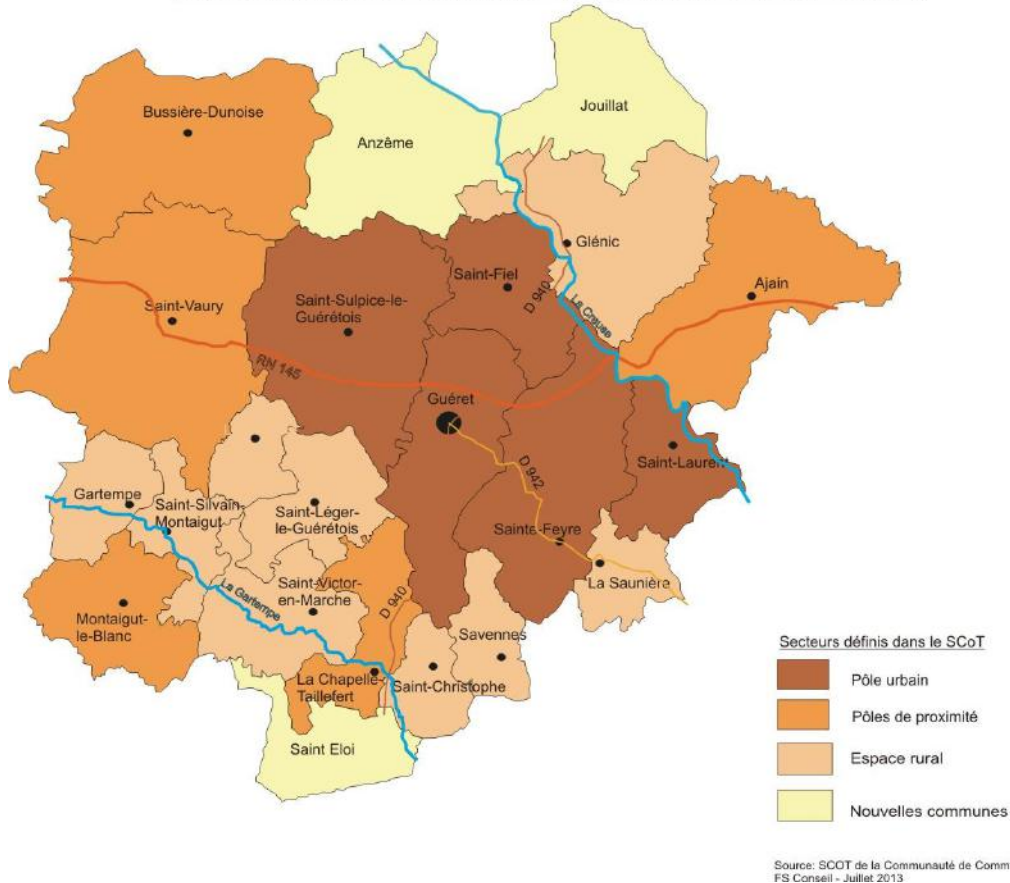 Bussière-Dunoise
Jouillat
Anzême
Glénic
Saint-Fiel
Ajain
D 940
La Creuse
Saint-Vaury
Saint-Sulpice-le-
Guérétois
RN 145
Guéret
D 942
Saint-Laurent
Gartempe
Saint-Silvain-
Montaigut
Saint-Léger-
le-Guérétois
Sainte-Feyre
La Saunière
La Gartempe
Saint-Victor-
en-Marche
D 940
Montaigut-
le-Blanc
Savennes
La Chapelle-
Taillefert
Saint-Christophe
Saint Eloi
Secteurs définis dans le SCoT
Pôle urbain
Pôles de proximité
Espace rural
Nouvelles communes
Source: SCOT de la Communauté de Comm
FS Conseil - Juillet 2013